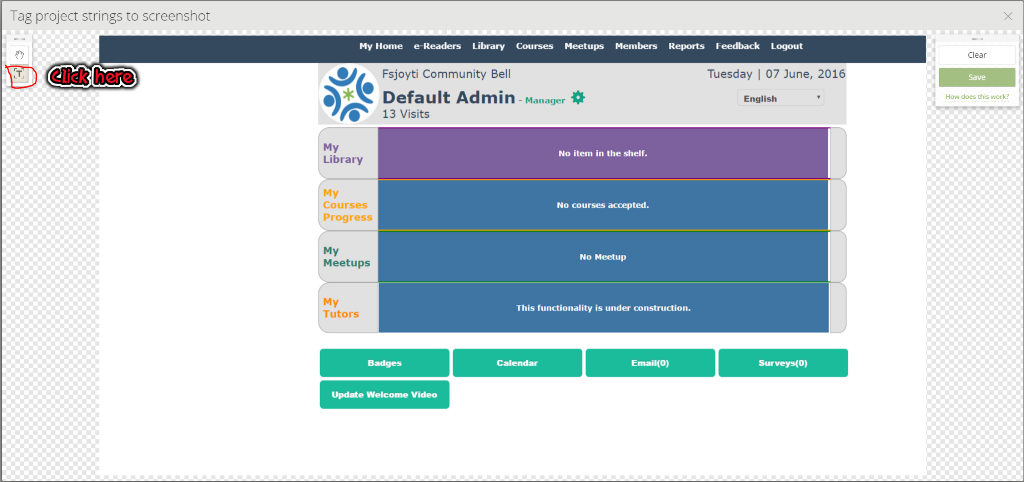 Tag project strings to screenshot
My Home e-Readers Library Courses Meetups Members Reports Feedback Logout
T
Click here
Clear
Save
How does this work?
Fsjoyti Community Bell
Tuesday | 07 June, 2016
Default Admin - Manager
English
13 Visits
My
Library
No item in the shelf.
My
Courses
Progress
No courses accepted.
My
Meetups
No Meetup
My
Tutors
This functionality is under construction.
Badges Calendar Email(0) Surveys(0)
Update Welcome Video